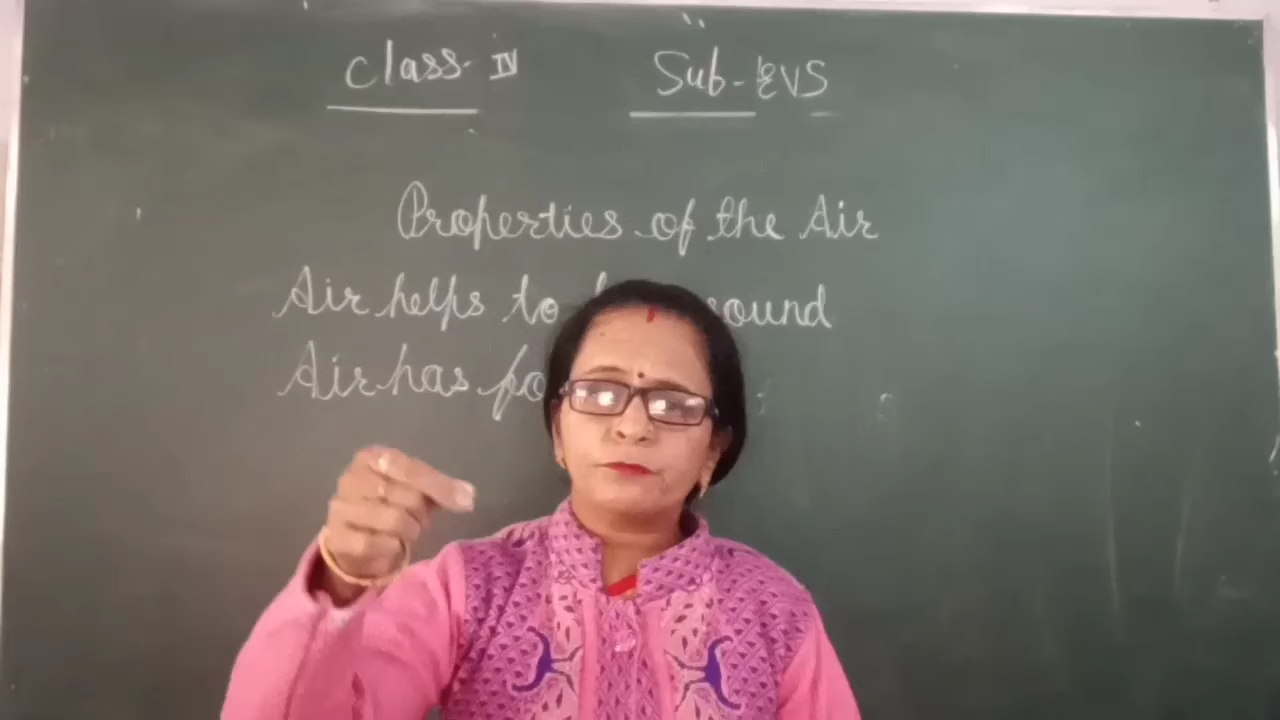 Class- IV Sub- EVS
Properties of the Air
Air helps to sound
Air has